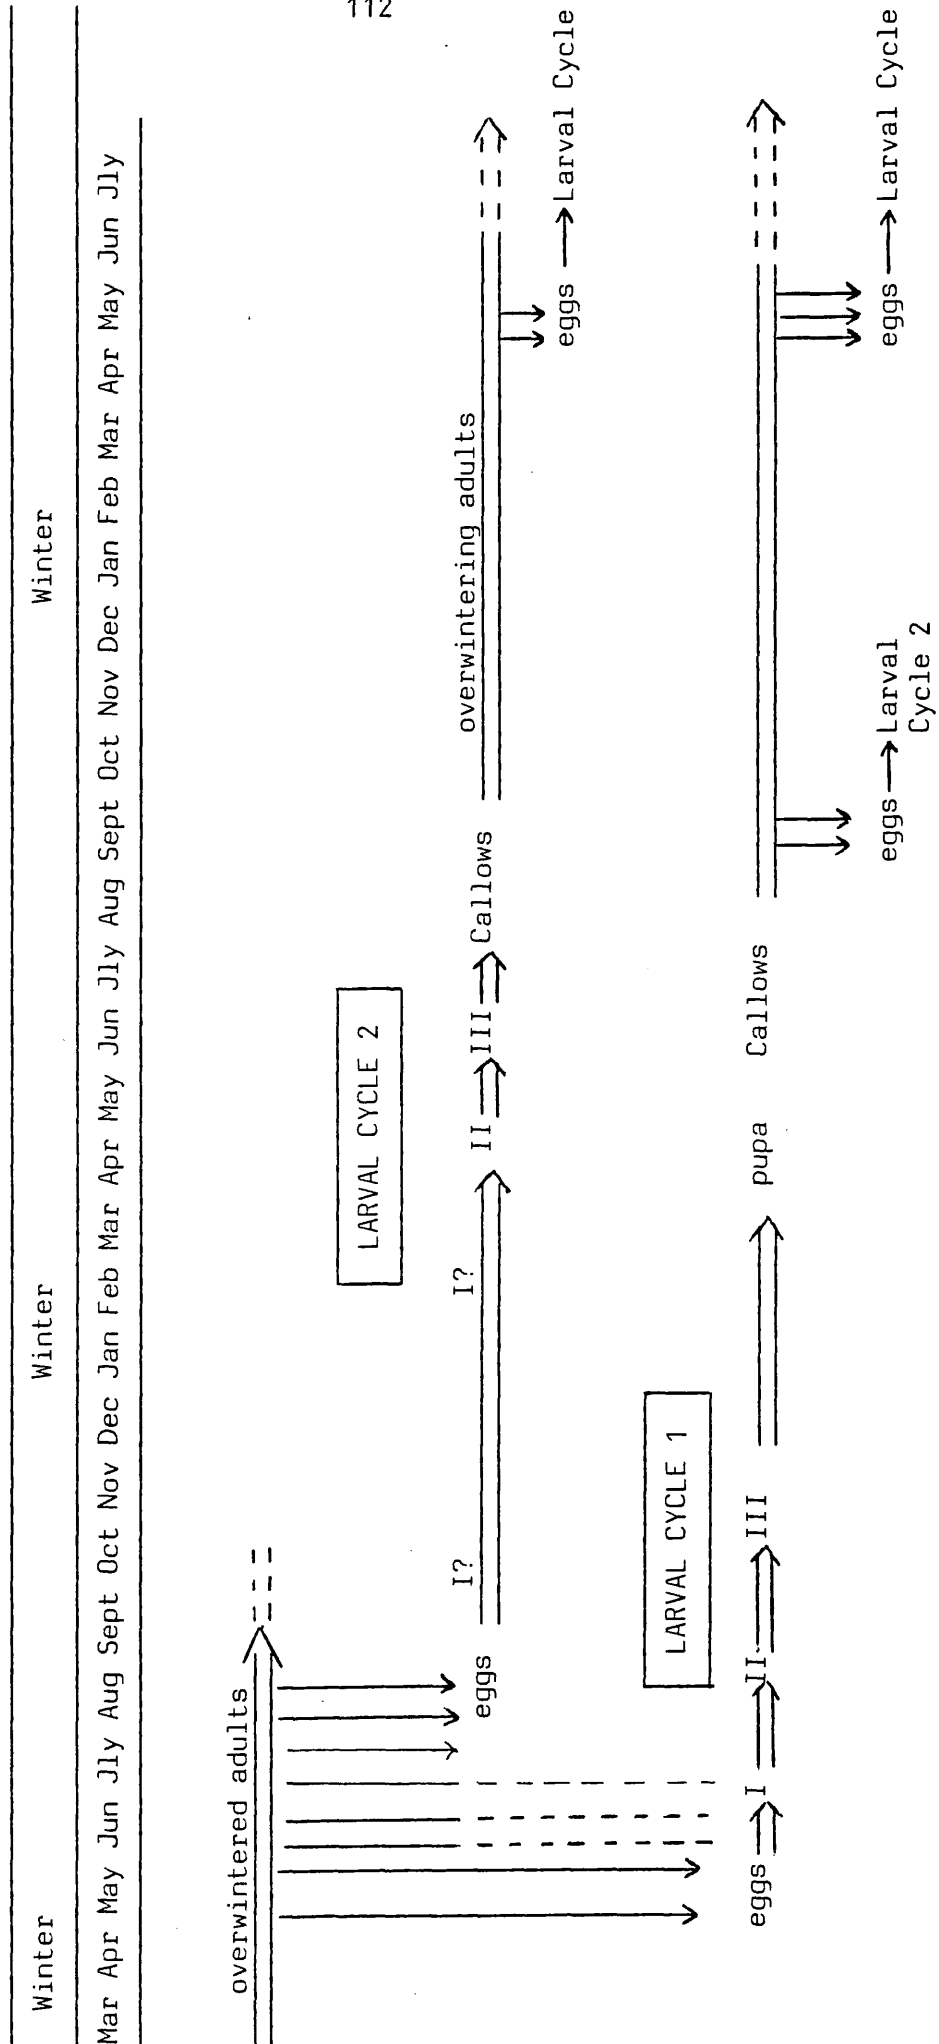 112
Winter Winter Winter
Mar Apr May Jun Jly Aug Sept Oct Nov Dec Jan Feb Mar Apr May Jun Jly Aug Sept Oct Nov Dec Jan Feb Mar Apr May Jun Jly
overwintered adults
LARVAL CYCLE 2
I? I? overwintering adults
eggs II III Callows
eggs Larval Cycle
LARVAL CYCLE 1
eggs I II III pupa Callows
eggs Larval Cycle 2
eggs Larval Cycle